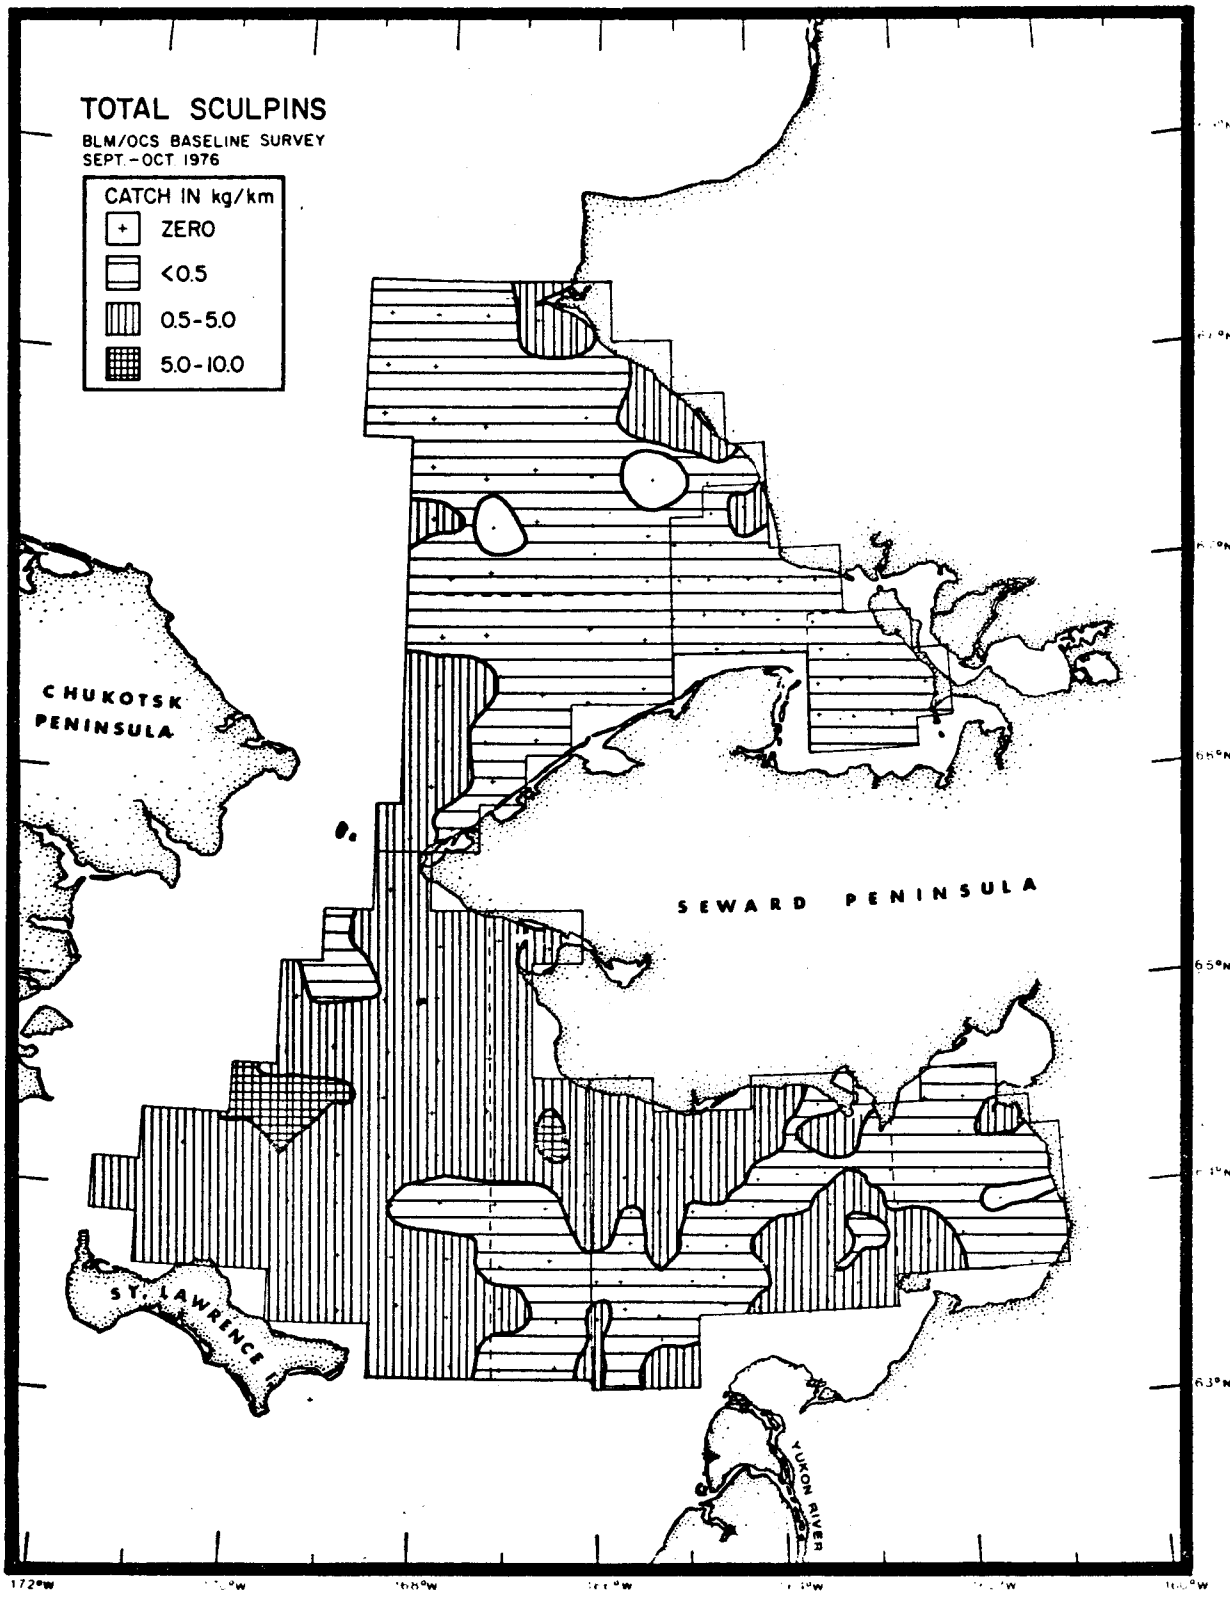 TOTAL SCULPINS
BLM/OCS BASELINE SURVEY
SEPT.-OCT. 1976
CATCH IN kg/km
ZERO
<0.5
0.5-5.0
5.0-10.0
CHUKOTSK
PENINSULA
SEWARD PENINSULA
65°N
ST. LAWRENCE I.
63°N
YUKON RIVER
172°W
168°W